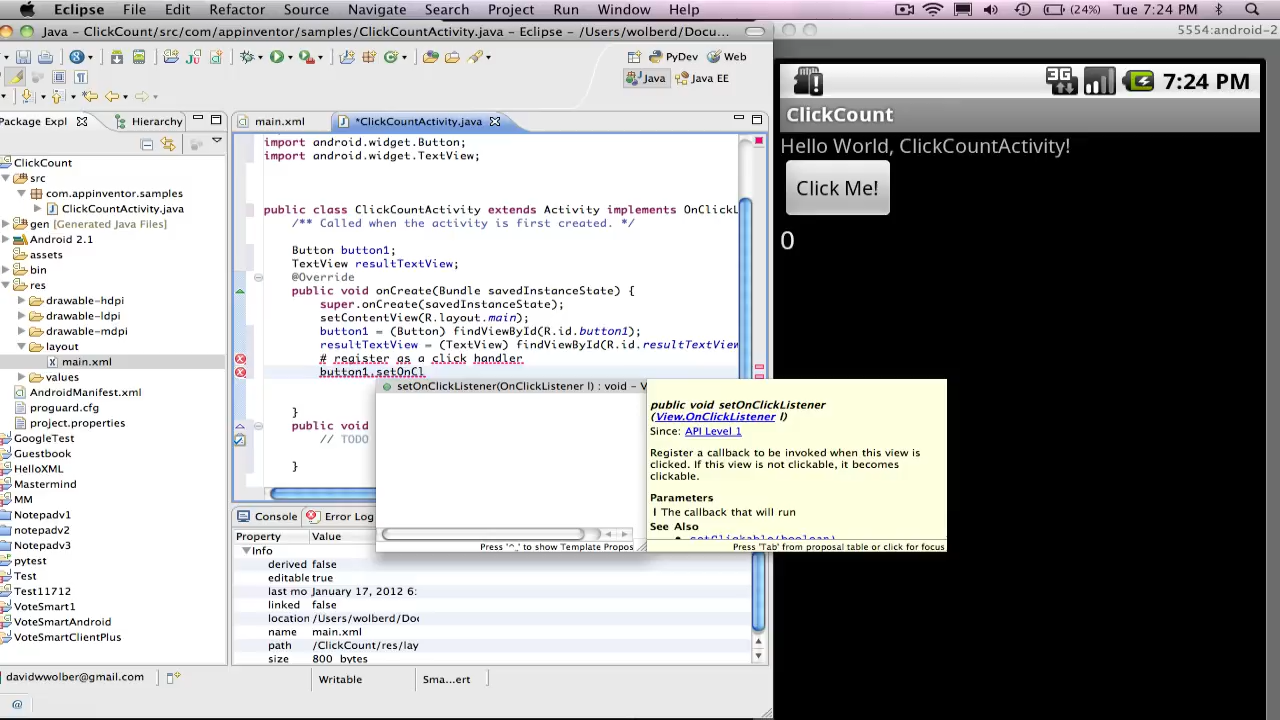 Eclipse File Edit Refactor Source Navigate Search Project Run Window Help (24%) Tue 7:24 PM
Java – ClickCount/src/com/appinventor/samples/ClickCountActivity.java – Eclipse – /Users/wolberd/Docu...
5554:android-2
PyDev Web
Java Java EE
Package Expl Hierarchy
ClickCount
src
com.appinventor.samples
ClickCountActivity.java
gen [Generated Java Files]
Android 2.1
assets
bin
res
drawable-hdpi
drawable-ldpi
drawable-mdpi
layout
main.xml
values
AndroidManifest.xml
proguard.cfg
project.properties
GoogleTest
Guestbook
HelloXML
Mastermind
MM
Notepadv1
notepadv2
Notepadv3
pytest
Test
Test11712
VoteSmart1
VoteSmartAndroid
VoteSmartClientPlus
main.xml *ClickCountActivity.java
import android.widget.Button;
import android.widget.TextView;
public class ClickCountActivity extends Activity implements OnClickL
/** Called when the activity is first created. */
Button button1;
TextView resultTextView;
@Override
public void onCreate(Bundle savedInstanceState) {
super.onCreate(savedInstanceState);
setContentView(R.layout.main);
button1 = (Button) findViewById(R.id.button1);
resultTextView = (TextView) findViewById(R.id.resultTextView
# register as a click handler
button1.setOnCl
}
public void
// TODO
}
setOnClickListener(OnClickListener l) : void – V
Press '^_' to show Template Propos
public void setOnClickListener
(View.OnClickListener l)
Since: API Level 1
Register a callback to be invoked when this view is
clicked. If this view is not clickable, it becomes
clickable.
Parameters
l The callback that will run
See Also
setClickable(boolean)
Press 'Tab' from proposal table or click for focus
Console Error Log
Property Value
Info
derived false
editable true
last mo January 17, 2012 6:
linked false
location /Users/wolberd/Doc
name main.xml
path /ClickCount/res/lay
size 800 bytes
davidwwolber@gmail.com Writable Sma...ert
@
3G 7:24 PM
ClickCount
Hello World, ClickCountActivity!
Click Me!
0